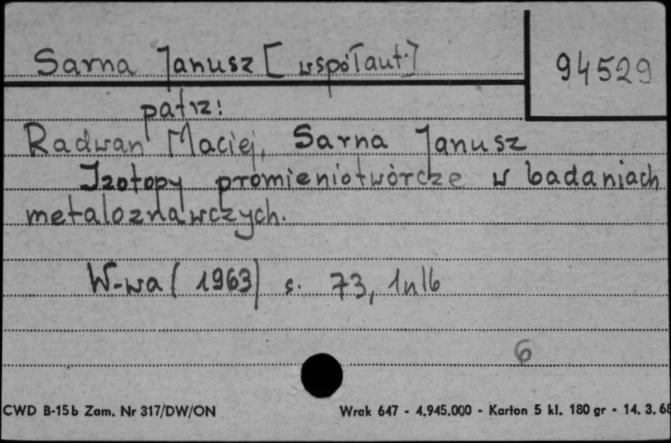 Sarna Janusz [współaut.]
94529
patrz:
Radwan Maciej, Sarna Janusz
Izotopy promieniotwórcze w badaniach
metaloznawczych.
W-wa (1963) s. 73, 1nlb
6
CWD B-15b Zam. Nr 317/DW/ON
Wrak 647 - 4.945.000 - Karton 5 kl. 180 gr - 14. 3. 68